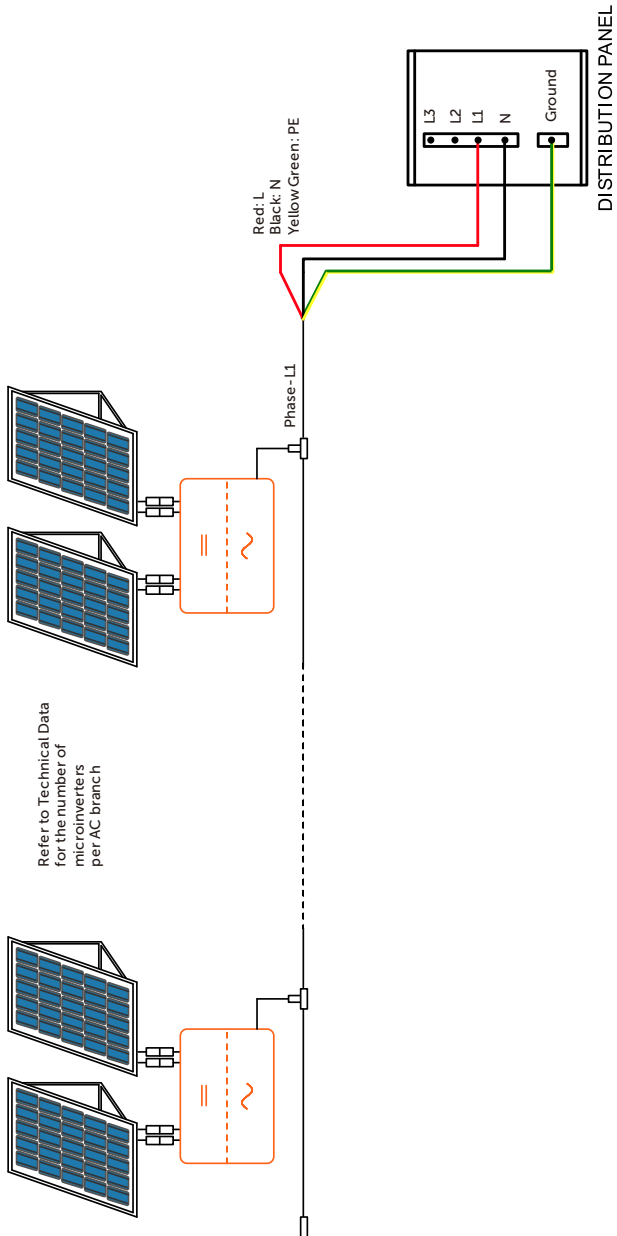 Refer to Technical Data
for the number of
microinverters
per AC branch
Phase-L1
Red: L
Black: N
Yellow Green: PE
L3
L2
L1
N
Ground
DISTRIBUTION PANEL